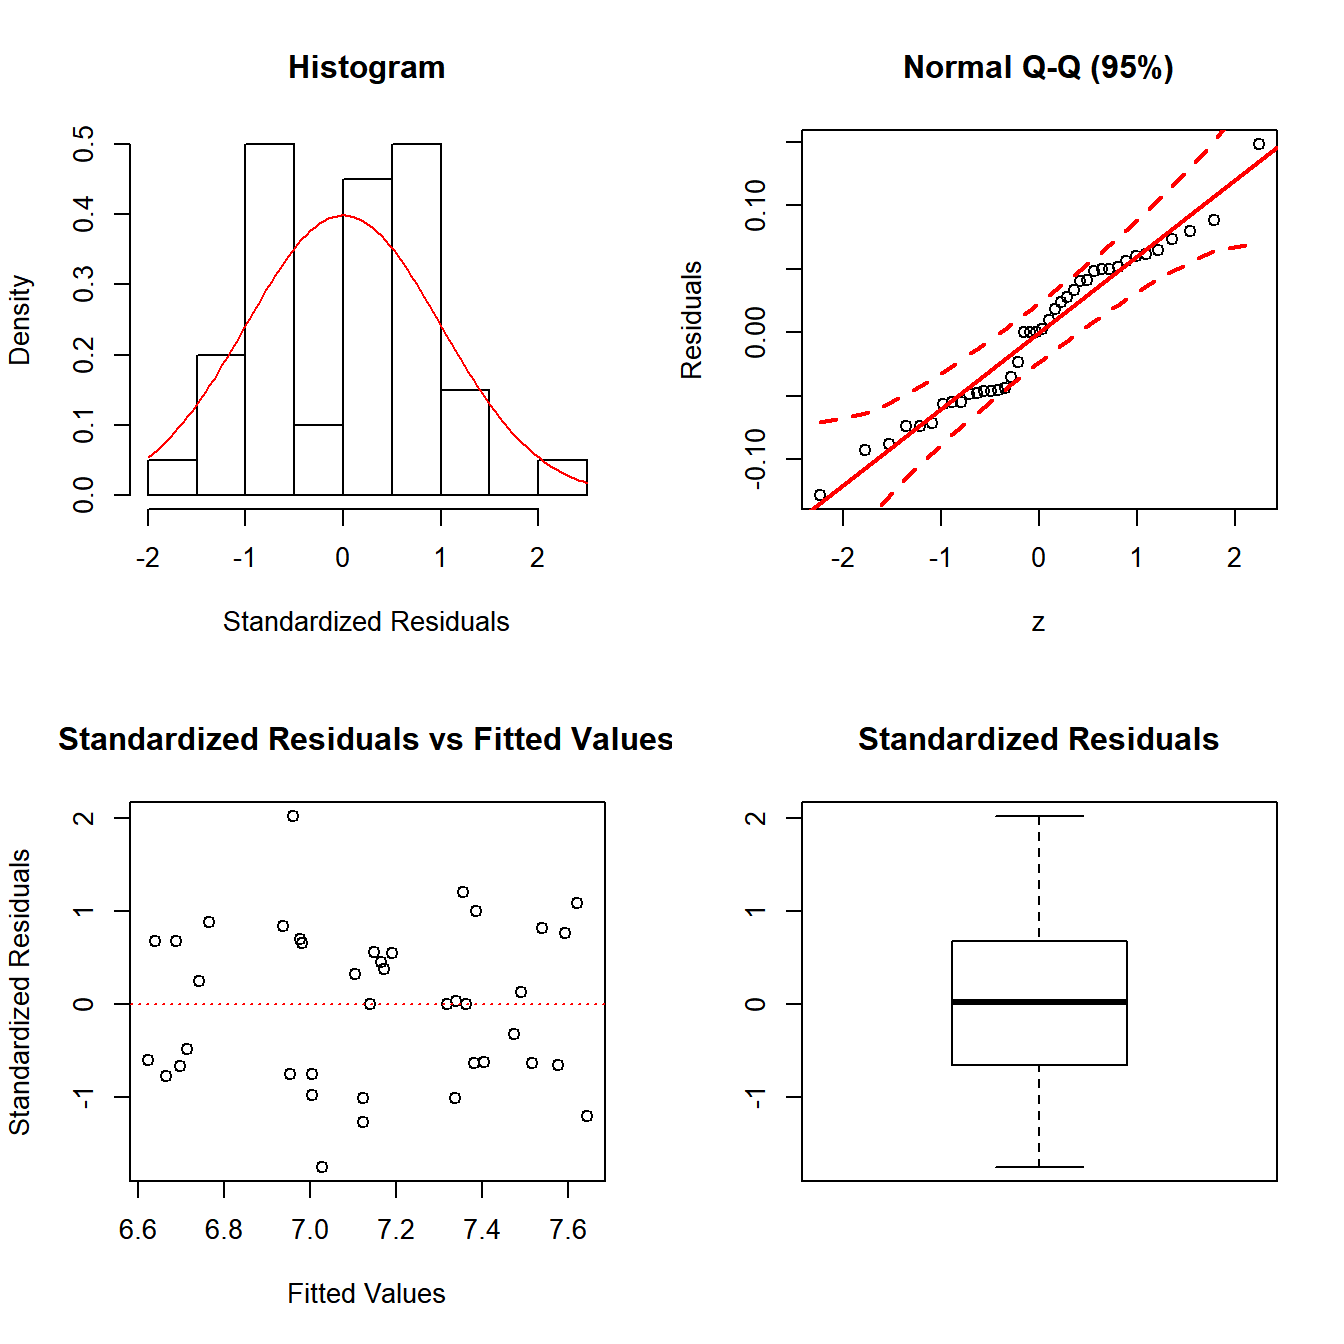 Histogram
Density
0.0 0.1 0.2 0.3 0.4 0.5
-2 -1 0 1 2
Standardized Residuals
Normal Q-Q (95%)
Residuals
-0.10 0.00 0.10
-2 -1 0 1 2
z
Standardized Residuals vs Fitted Values
Standardized Residuals
-1 0 1 2
6.6 6.8 7.0 7.2 7.4 7.6
Fitted Values
Standardized Residuals
-1 0 1 2